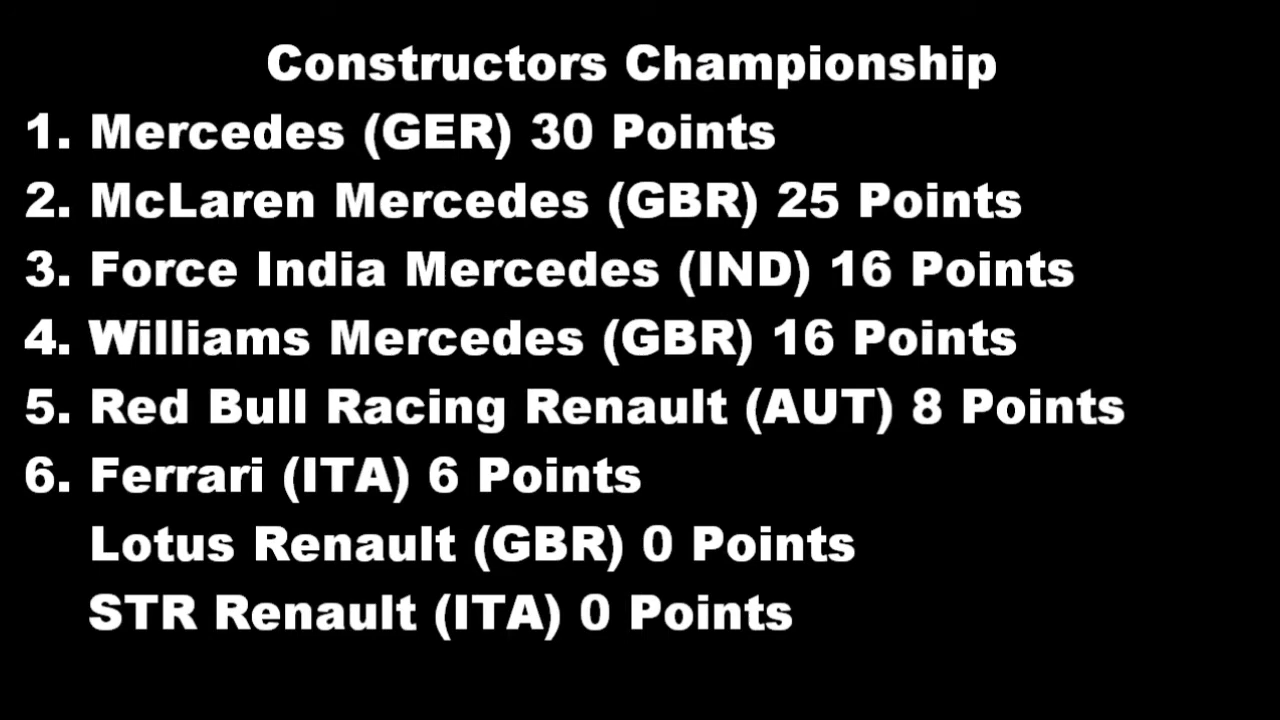 Constructors Championship
1. Mercedes (GER) 30 Points
2. McLaren Mercedes (GBR) 25 Points
3. Force India Mercedes (IND) 16 Points
4. Williams Mercedes (GBR) 16 Points
5. Red Bull Racing Renault (AUT) 8 Points
6. Ferrari (ITA) 6 Points
Lotus Renault (GBR) 0 Points
STR Renault (ITA) 0 Points